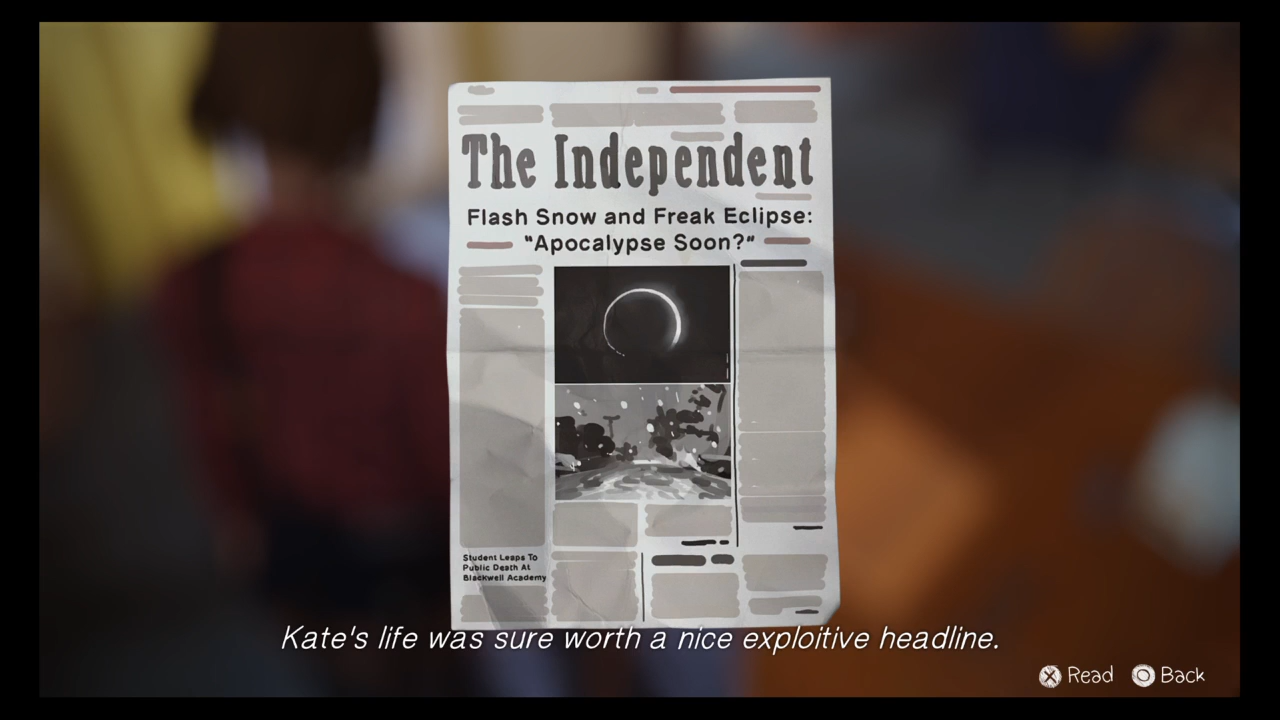 The Independent
Flash Snow and Freak Eclipse:
"Apocalypse Soon?"
Student Leaps To
Public Death At
Blackwell Academy
Kate's life was sure worth a nice exploitive headline.
Read Back